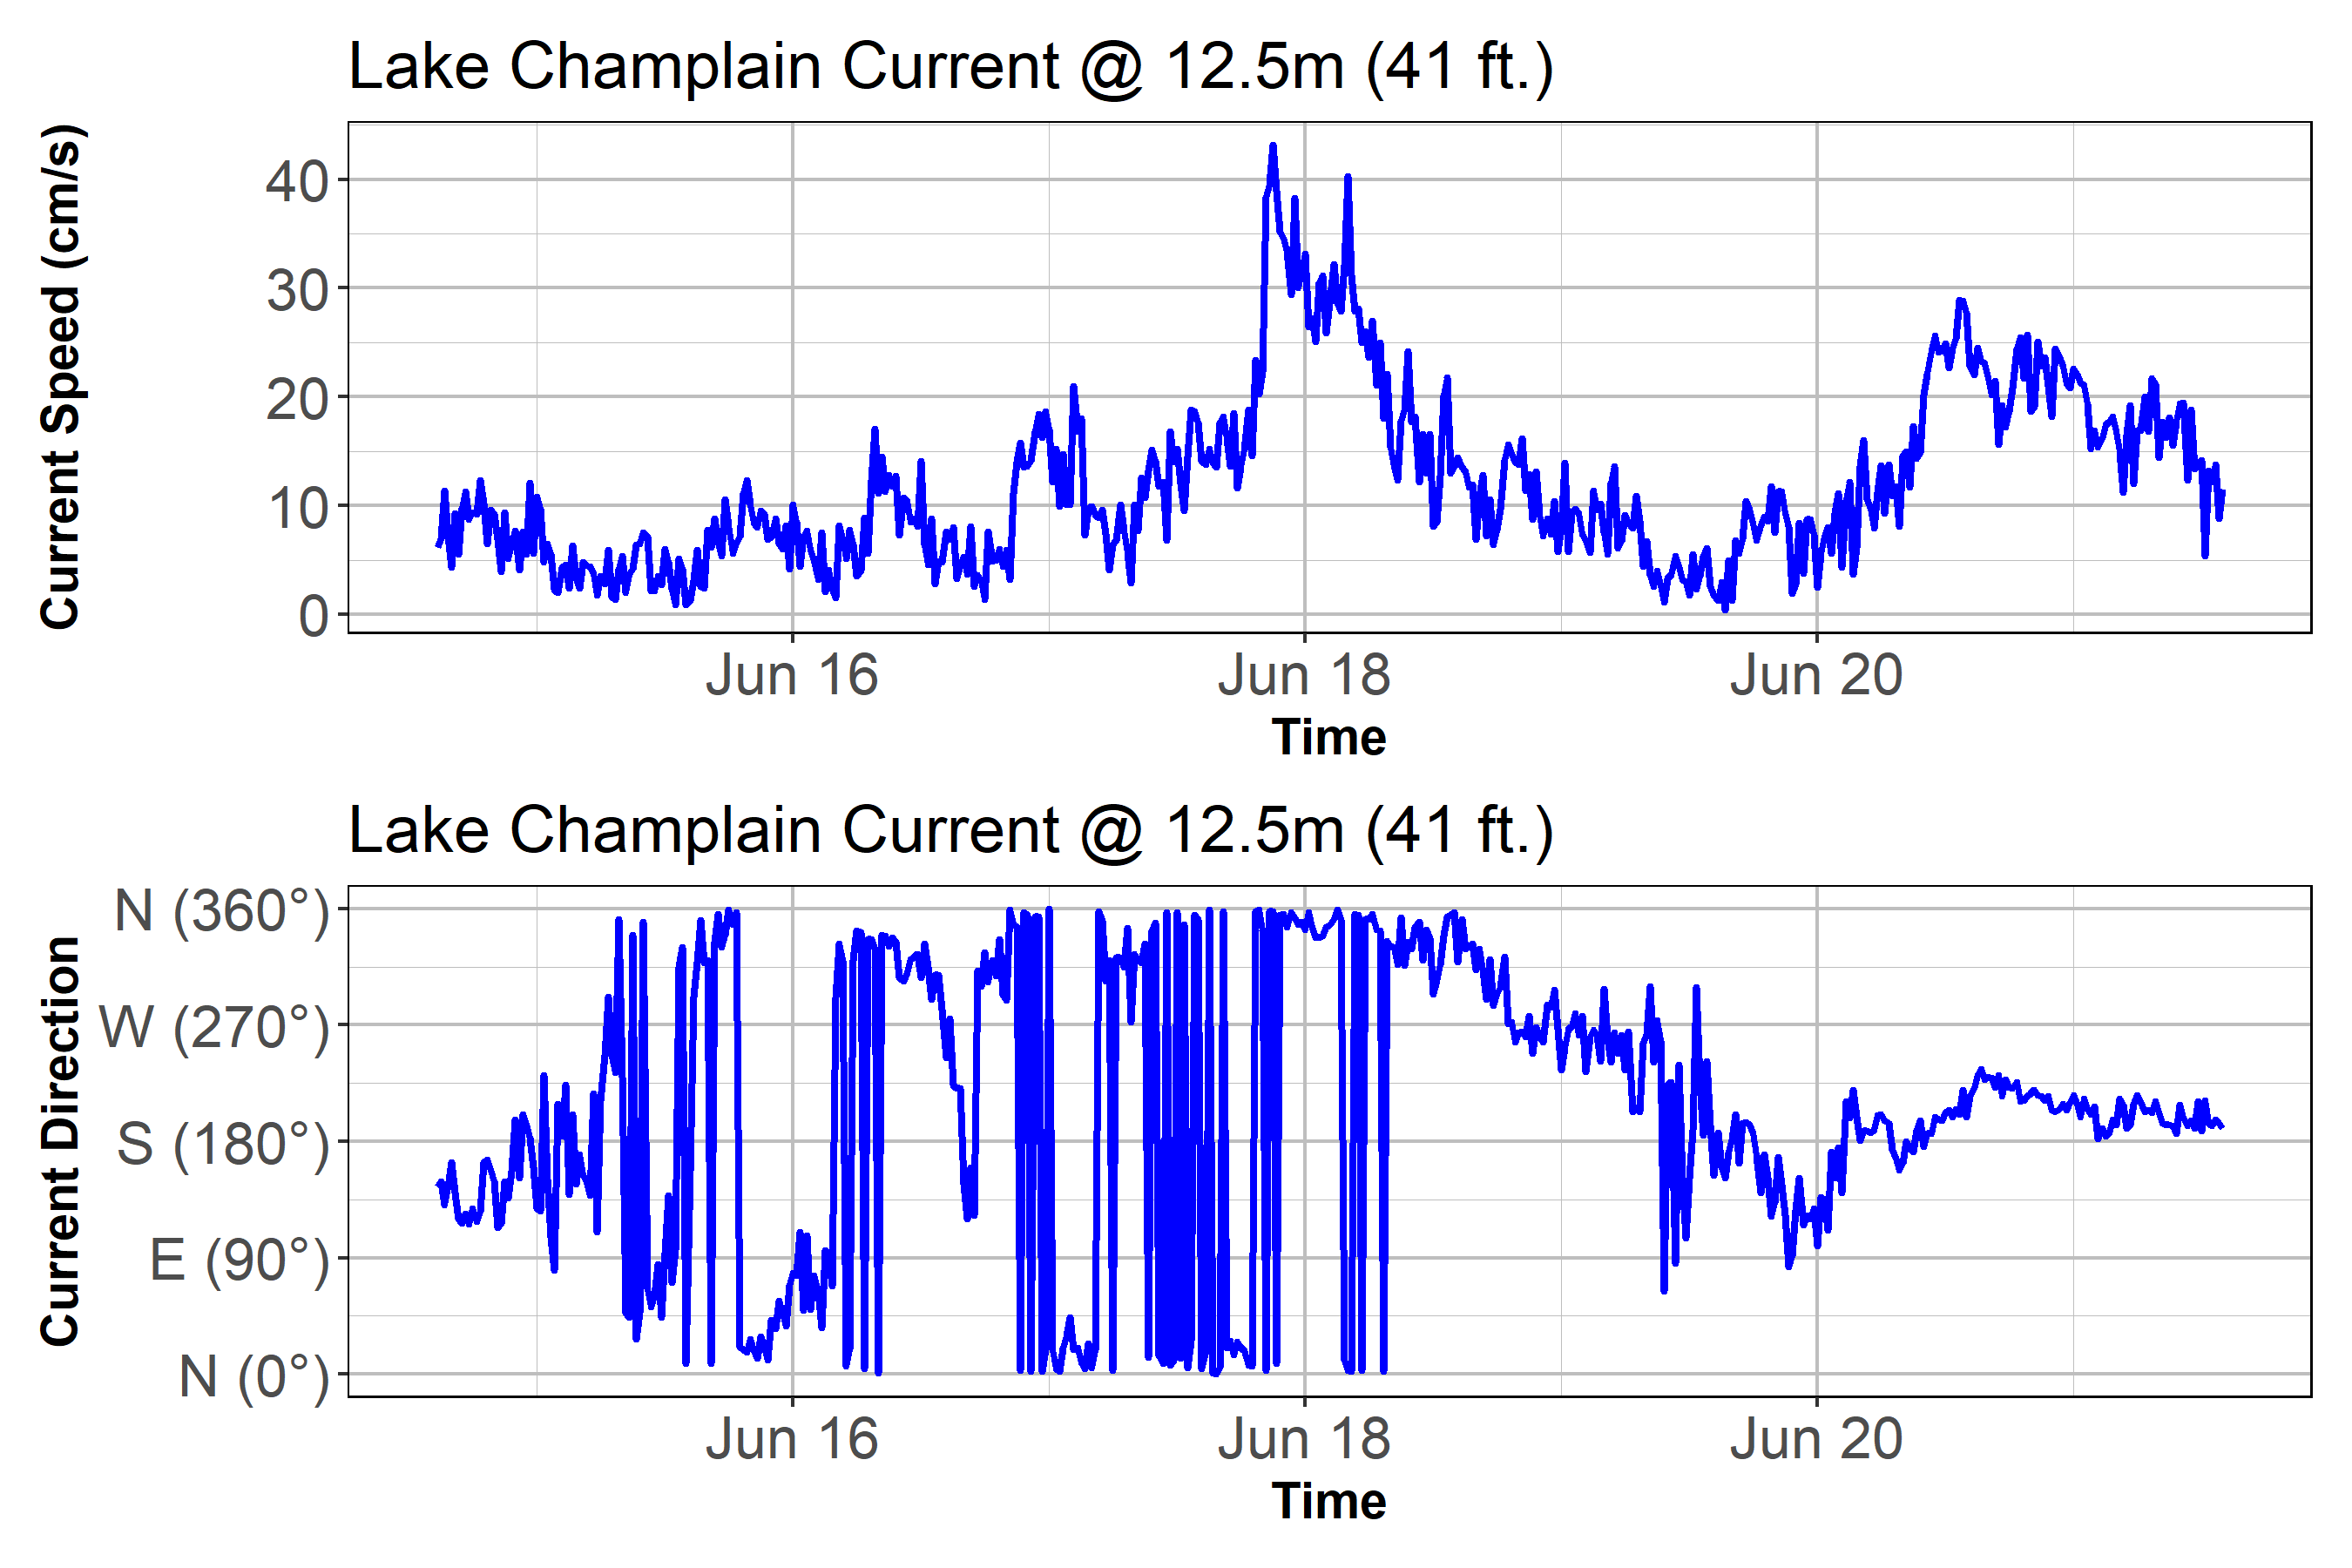 Lake Champlain Current @ 12.5m (41 ft.)
Current Speed (cm/s)
40
30
20
10
0
Jun 16 Jun 18 Jun 20
Time
Lake Champlain Current @ 12.5m (41 ft.)
Current Direction
N (360°)
W (270°)
S (180°)
E (90°)
N (0°)
Jun 16 Jun 18 Jun 20
Time